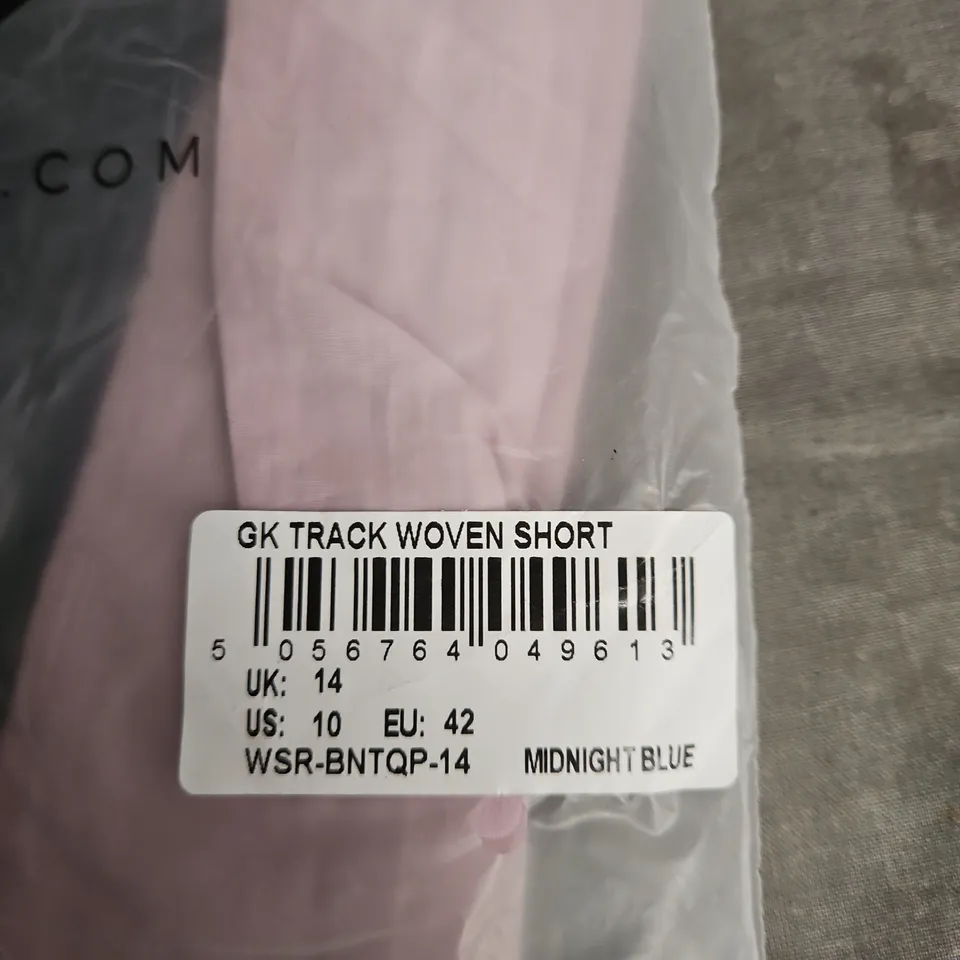 .COM
GK TRACK WOVEN SHORT
5 056764 049613
UK: 14
US: 10 EU: 42
WSR-BNTQP-14 MIDNIGHT BLUE